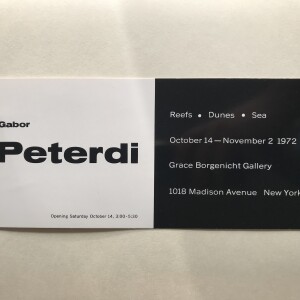 Gabor
Peterdi
Opening Saturday October 14, 3:00-5:30
Reefs • Dunes • Sea
October 14 — November 2 1972
Grace Borgenicht Gallery
1018 Madison Avenue New York